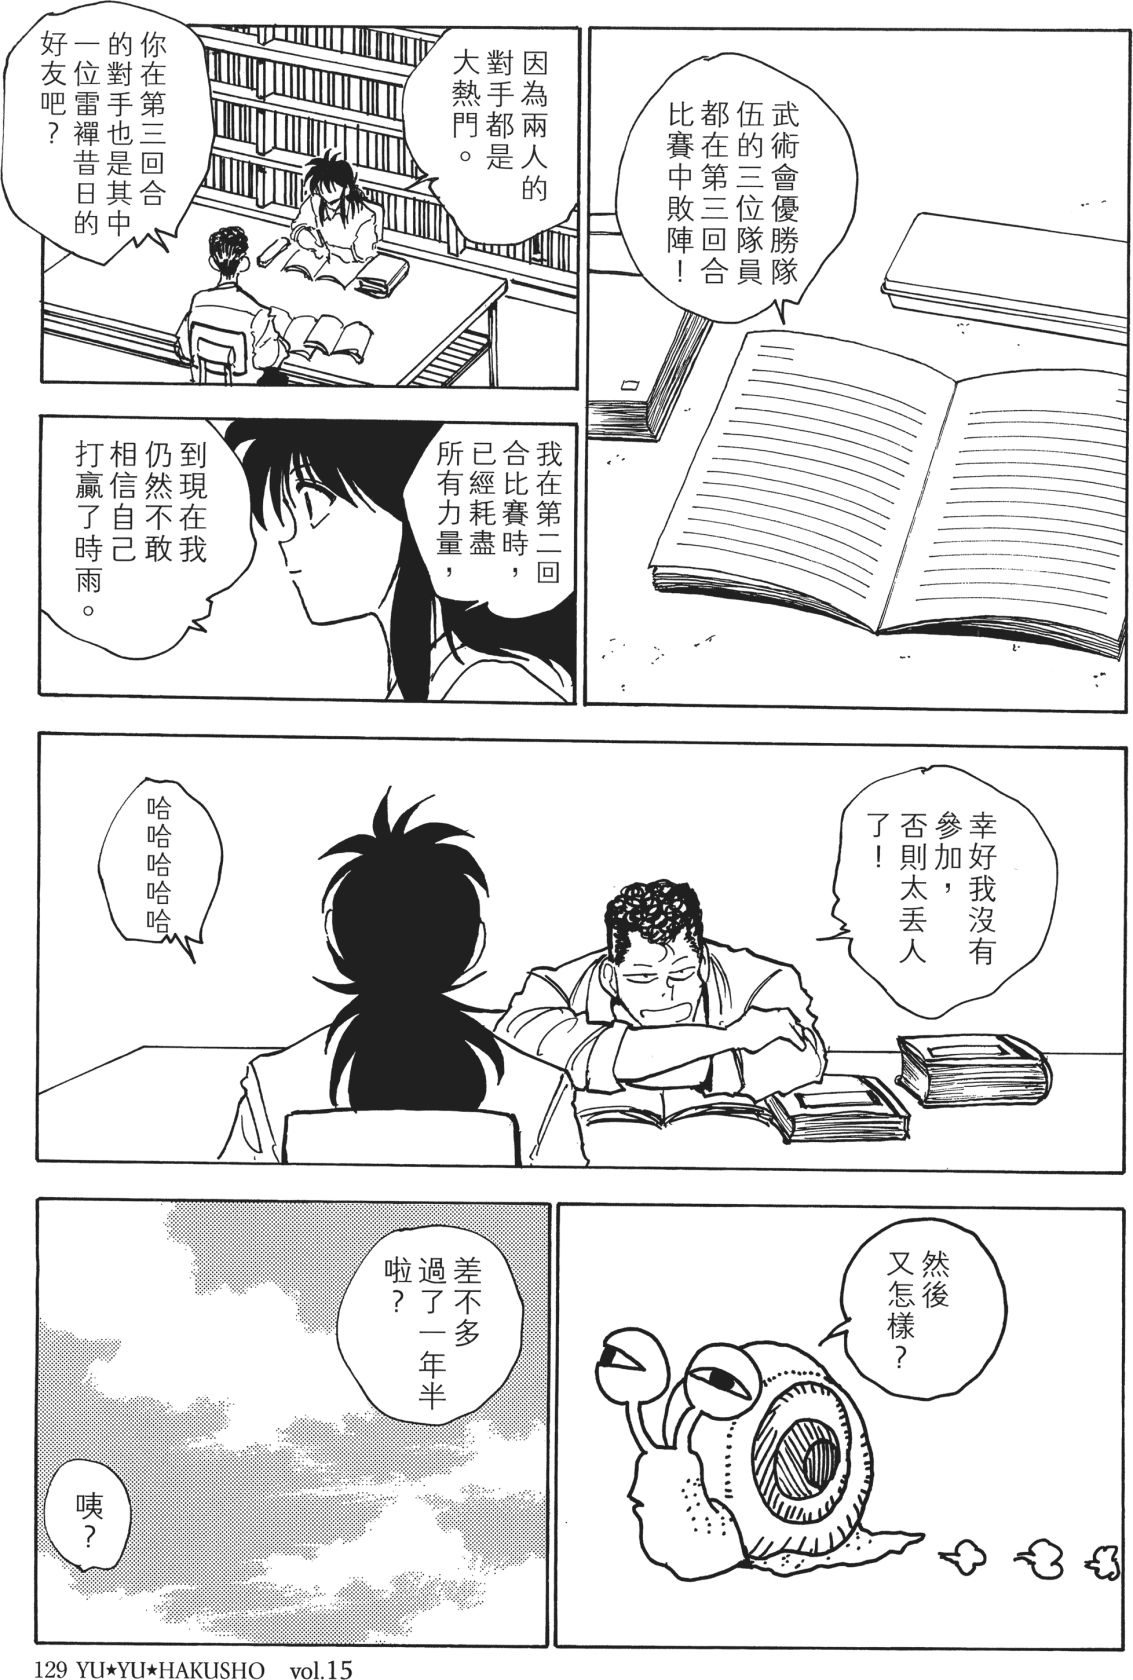 武術會優勝隊
伍的三位隊員
都在第三回合
比賽中敗陣！
因為兩人的
對手都是
大熱門。
你在第三回合
的對手也是其中
一位雷禪昔日的
好友吧？
我在第二回
合比賽時，
已經耗盡
所有力量，
到現在我
仍然不敢
相信自己
打贏了時雨。
幸好我沒有
參加，
否則太丟人
了！
哈哈哈哈哈
然後
又怎樣？
差不多
過了一年半
啦？
咦？
129 YU★YU★HAKUSHO vol.15